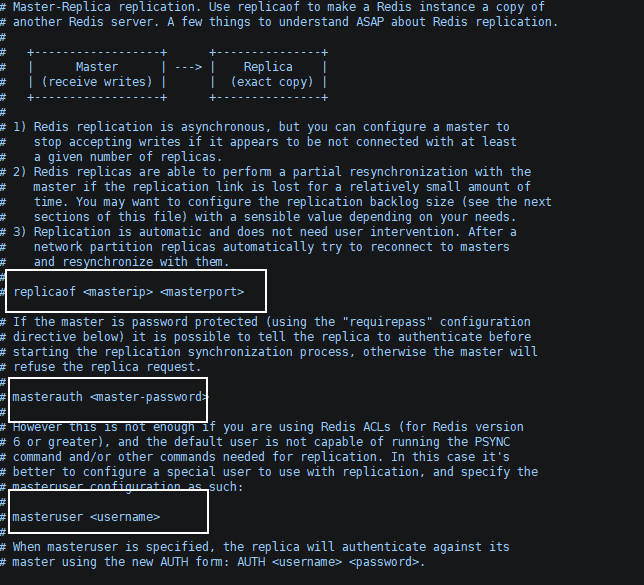 # Master-Replica replication. Use replicaof to make a Redis instance a copy of
# another Redis server. A few things to understand ASAP about Redis replication.
#
#   +------------------+      +---------------+
#   |      Master      | ---> |    Replica    |
#   | (receive writes) |      |  (exact copy) |
#   +------------------+      +---------------+
#
# 1) Redis replication is asynchronous, but you can configure a master to
#    stop accepting writes if it appears to be not connected with at least
#    a given number of replicas.
# 2) Redis replicas are able to perform a partial resynchronization with the
#    master if the replication link is lost for a relatively small amount of
#    time. You may want to configure the replication backlog size (see the next
#    sections of this file) with a sensible value depending on your needs.
# 3) Replication is automatic and does not need user intervention. After a
#    network partition replicas automatically try to reconnect to masters
#    and resynchronize with them.
#
# replicaof <masterip> <masterport>
# If the master is password protected (using the "requirepass" configuration
# directive below) it is possible to tell the replica to authenticate before
# starting the replication synchronization process, otherwise the master will
# refuse the replica request.
#
# masterauth <master-password>
#
# However this is not enough if you are using Redis ACLs (for Redis version
# 6 or greater), and the default user is not capable of running the PSYNC
# command and/or other commands needed for replication. In this case it's
# better to configure a special user to use with replication, and specify the
# masteruser configuration as such:
#
# masteruser <username>
#
# When masteruser is specified, the replica will authenticate against its
# master using the new AUTH form: AUTH <username> <password>.